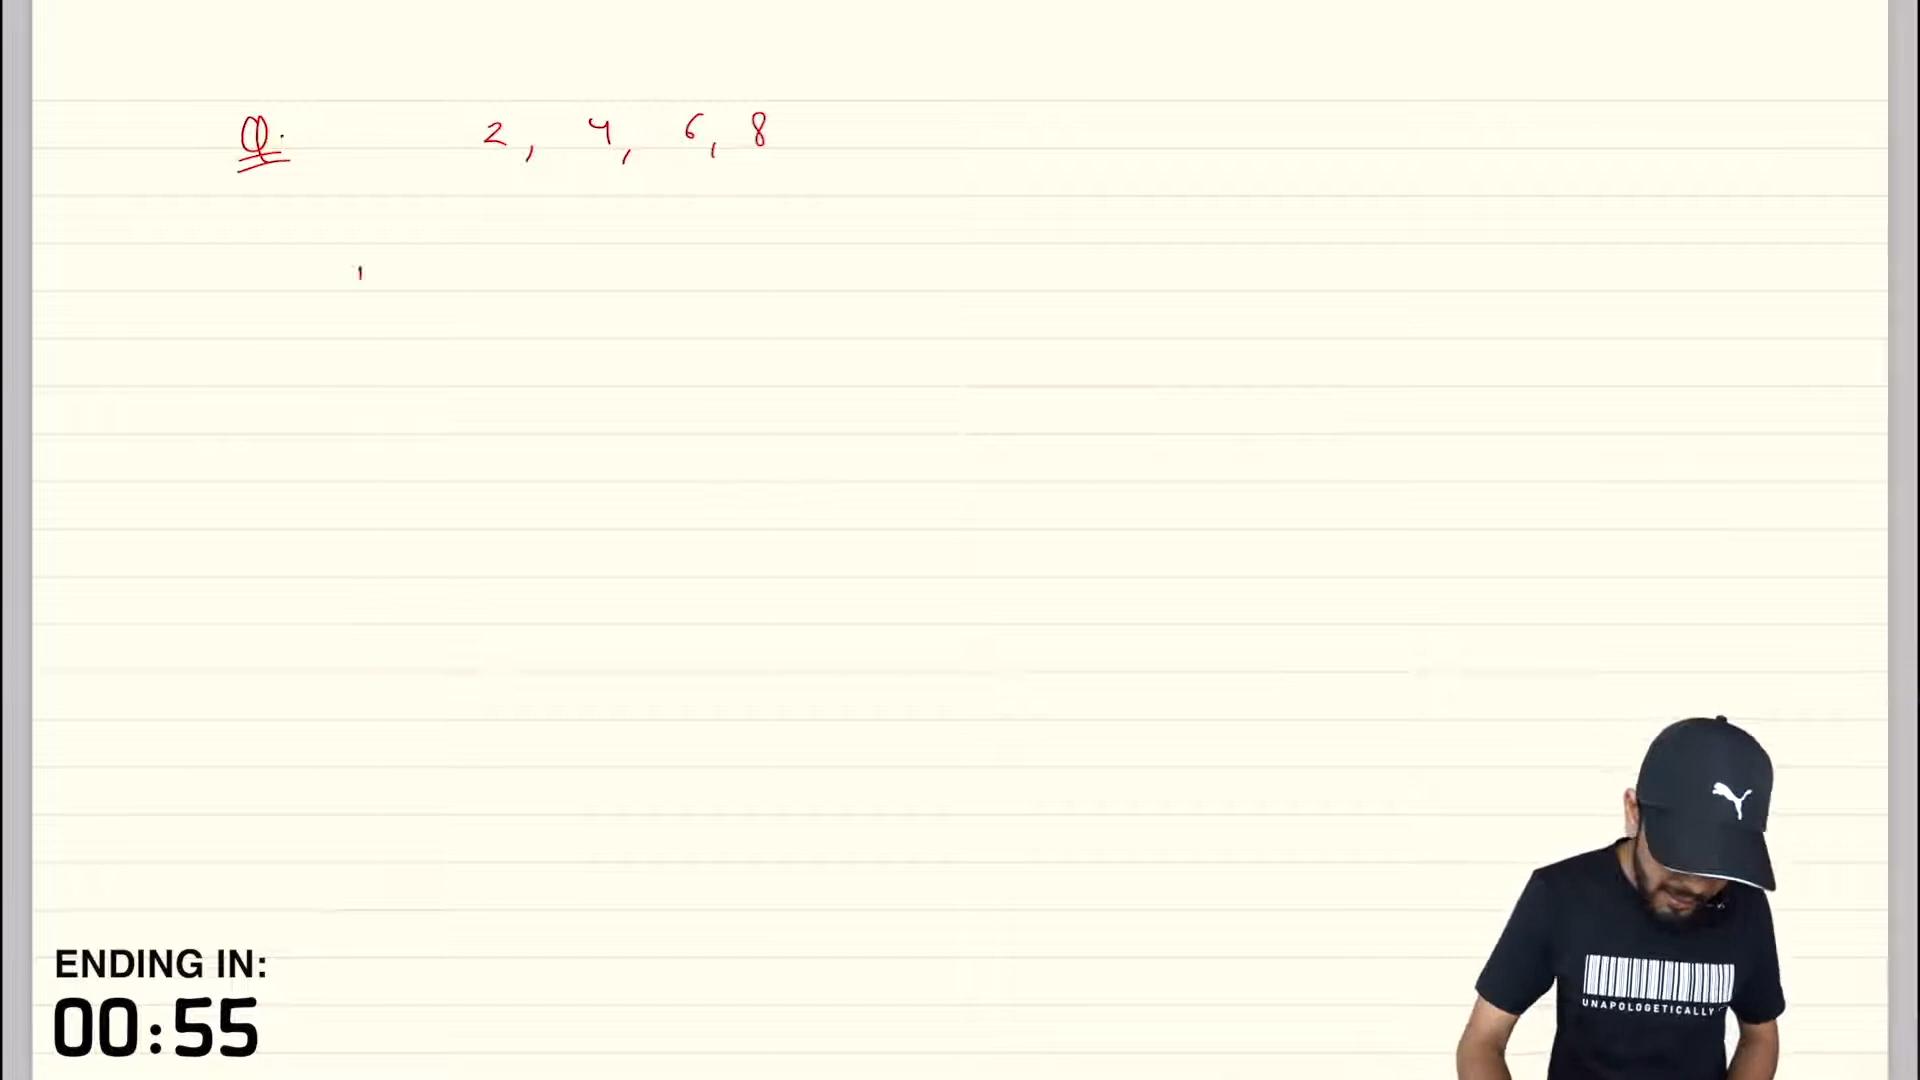 Q. 2, 4, 6, 8
ENDING IN:
00:55
UNAPOLOGETICALLY